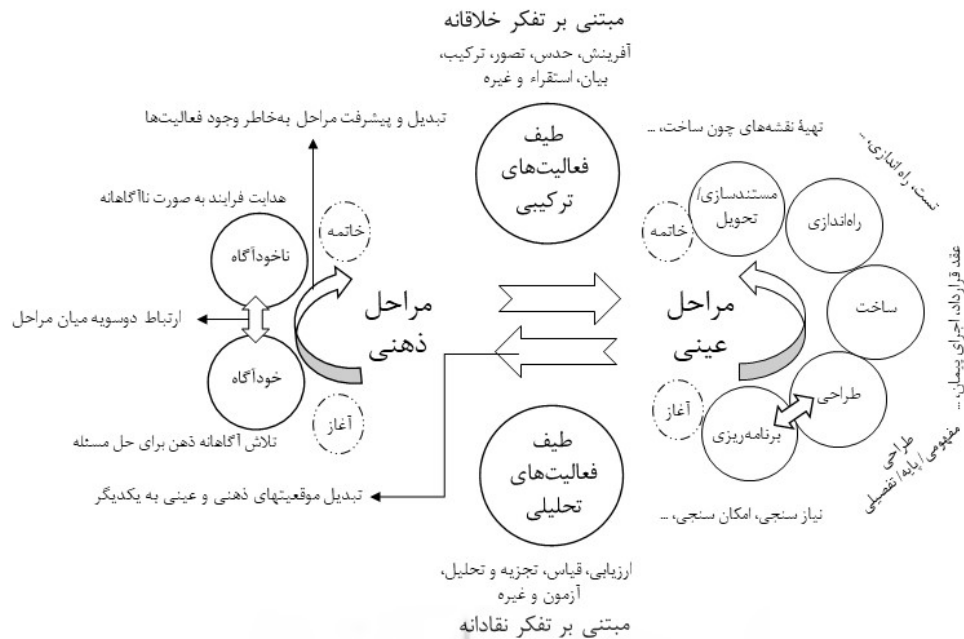 مبتنی بر تفکر خلاقانه
آفرینش، حدس، تصور، ترکیب،
بیان، استقراء و غیره
طیف
فعالیت‌های
ترکیبی
تهیهٔ نقشه‌های چون ساخت، ...
تست، راه اندازی، ...
مستندسازی/
تحویل
راه‌اندازی
ساخت
عقد قرارداد، اجرای پیمان، ...
طراحی
برنامه‌ریزی
طراحی
مفهومی/ پایه/ تفصیلی
نیاز سنجی، امکان سنجی، ...
خاتمه
مراحل
عینی
آغاز
تبدیل و پیشرفت مراحل به‌خاطر وجود فعالیت‌ها
هدایت فرایند به صورت ناآگاهانه
خاتمه
ناخودآگاه
مراحل
ذهنی
ارتباط دوسویه میان مراحل
خودآگاه
آغاز
تلاش آگاهانه ذهن برای حل مسئله
تبدیل موقعیتهای ذهنی و عینی به یکدیگر
طیف
فعالیت‌های
تحلیلی
ارزیابی، قیاس، تجزیه و تحلیل،
آزمون و غیره
مبتنی بر تفکر نقادانه